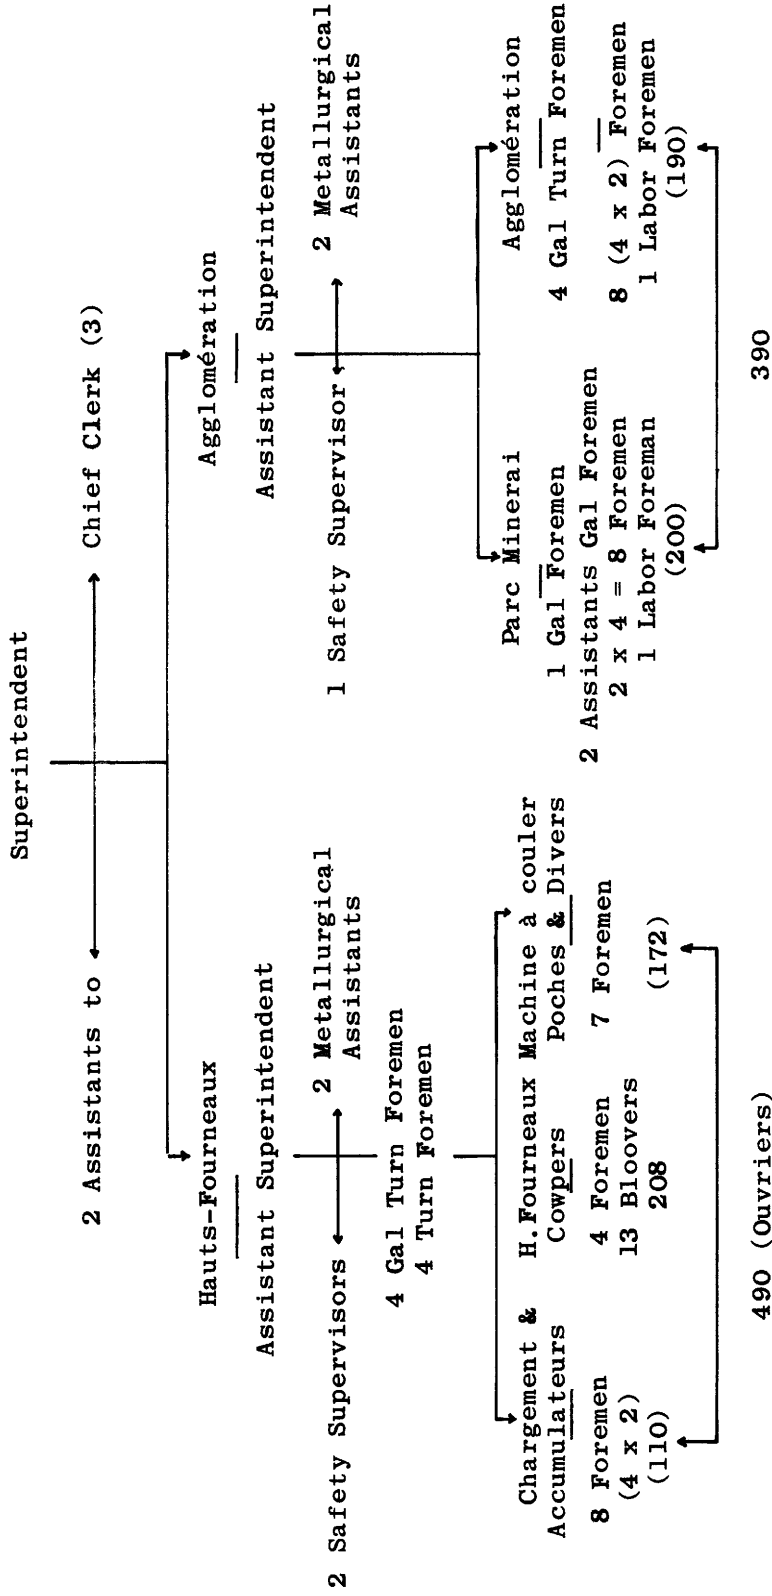 Superintendent
2 Assistants to
Chief Clerk (3)
Hauts-Fourneaux
Assistant Superintendent
2 Safety Supervisors
2 Metallurgical
Assistants
4 Gal Turn Foremen
4 Turn Foremen
Chargement &
Accumulateurs
8 Foremen
(4 x 2)
(110)
H.Fourneaux
Cowpers
4 Foremen
13 Bloovers
208
Machine à couler
Poches & Divers
7 Foremen
(172)
490 (Ouvriers)
Agglomération
Assistant Superintendent
1 Safety Supervisor
2 Metallurgical
Assistants
Parc Minerai
1 Gal Foremen
2 Assistants Gal Foremen
2 x 4 = 8 Foremen
1 Labor Foreman
(200)
Agglomération
4 Gal Turn Foremen
8 (4 x 2) Foremen
1 Labor Foremen
(190)
390